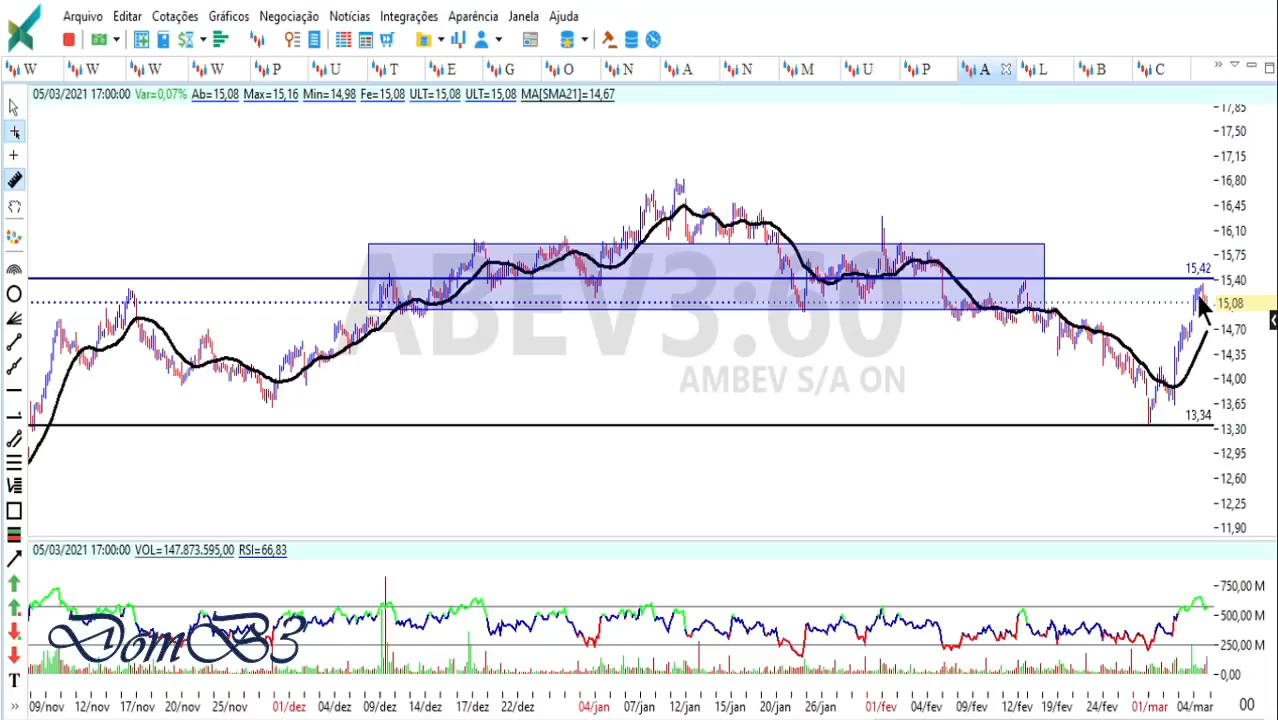 Arquivo Editar Cotações Gráficos Negociação Notícias Integrações Aparência Janela Ajuda
W W W W P U T E G O N A N M U P A L B C
05/03/2021 17:00:00 Var=0,07% Ab=15,08 Max=15,16 Min=14,98 Fe=15,08 ULT=15,08 ULT=15,08 MA[SMA21]=14,67
17,85
17,50
17,15
16,80
16,45
16,10
15,75
15,42
15,40
15,08
14,70
14,35
14,00
13,65
13,34
13,30
12,95
12,60
12,25
11,90
ABEV3:60
AMBEV S/A ON
05/03/2021 17:00:00 VOL=147.873.595,00 RSI=66,83
750,00 M
500,00 M
250,00 M
0,00
DomB3
T
09/nov 12/nov 17/nov 20/nov 25/nov 01/dez 04/dez 09/dez 14/dez 17/dez 22/dez 04/jan 07/jan 12/jan 15/jan 20/jan 26/jan 01/fev 04/fev 09/fev 12/fev 19/fev 24/fev 01/mar 04/mar 00